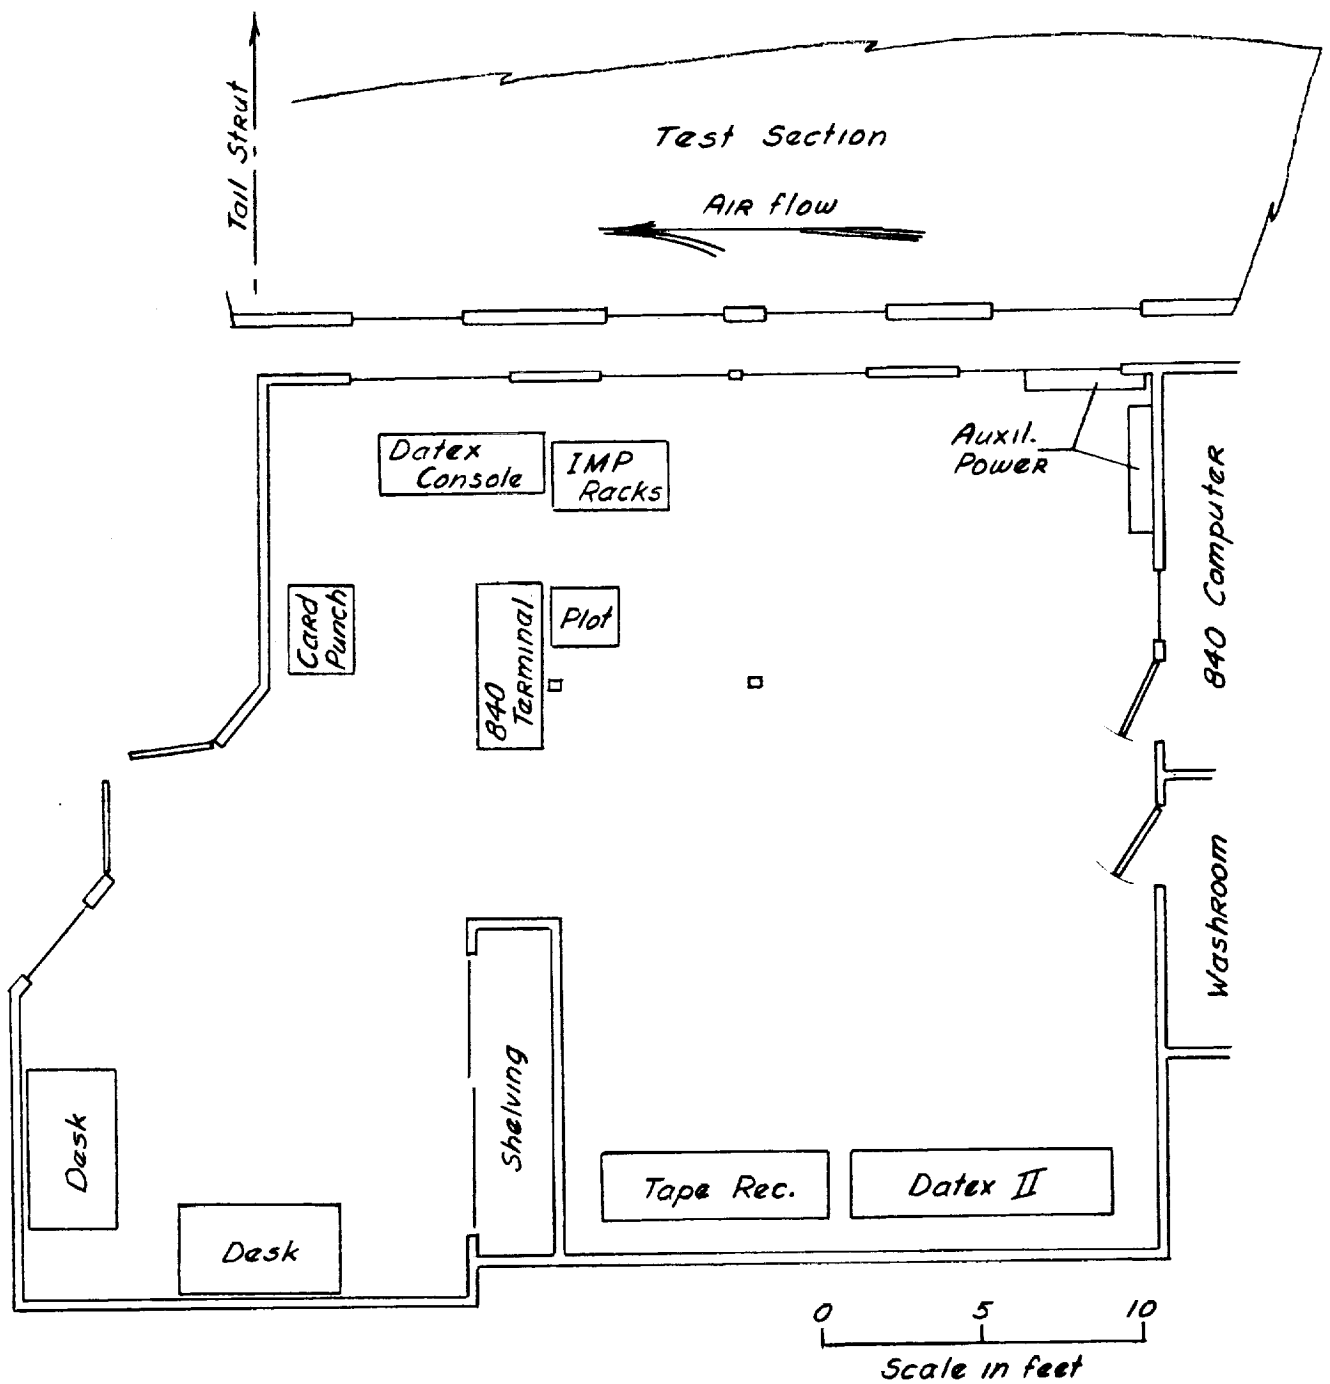 Tail Strut
Test Section
AIR flow
Datex
Console
IMP
Racks
Auxil.
Power
840 Computer
Card
Punch
840
Terminal
Plot
Washroom
Shelving
Desk
Desk
Tape Rec.
Datex II
0 5 10
Scale in feet